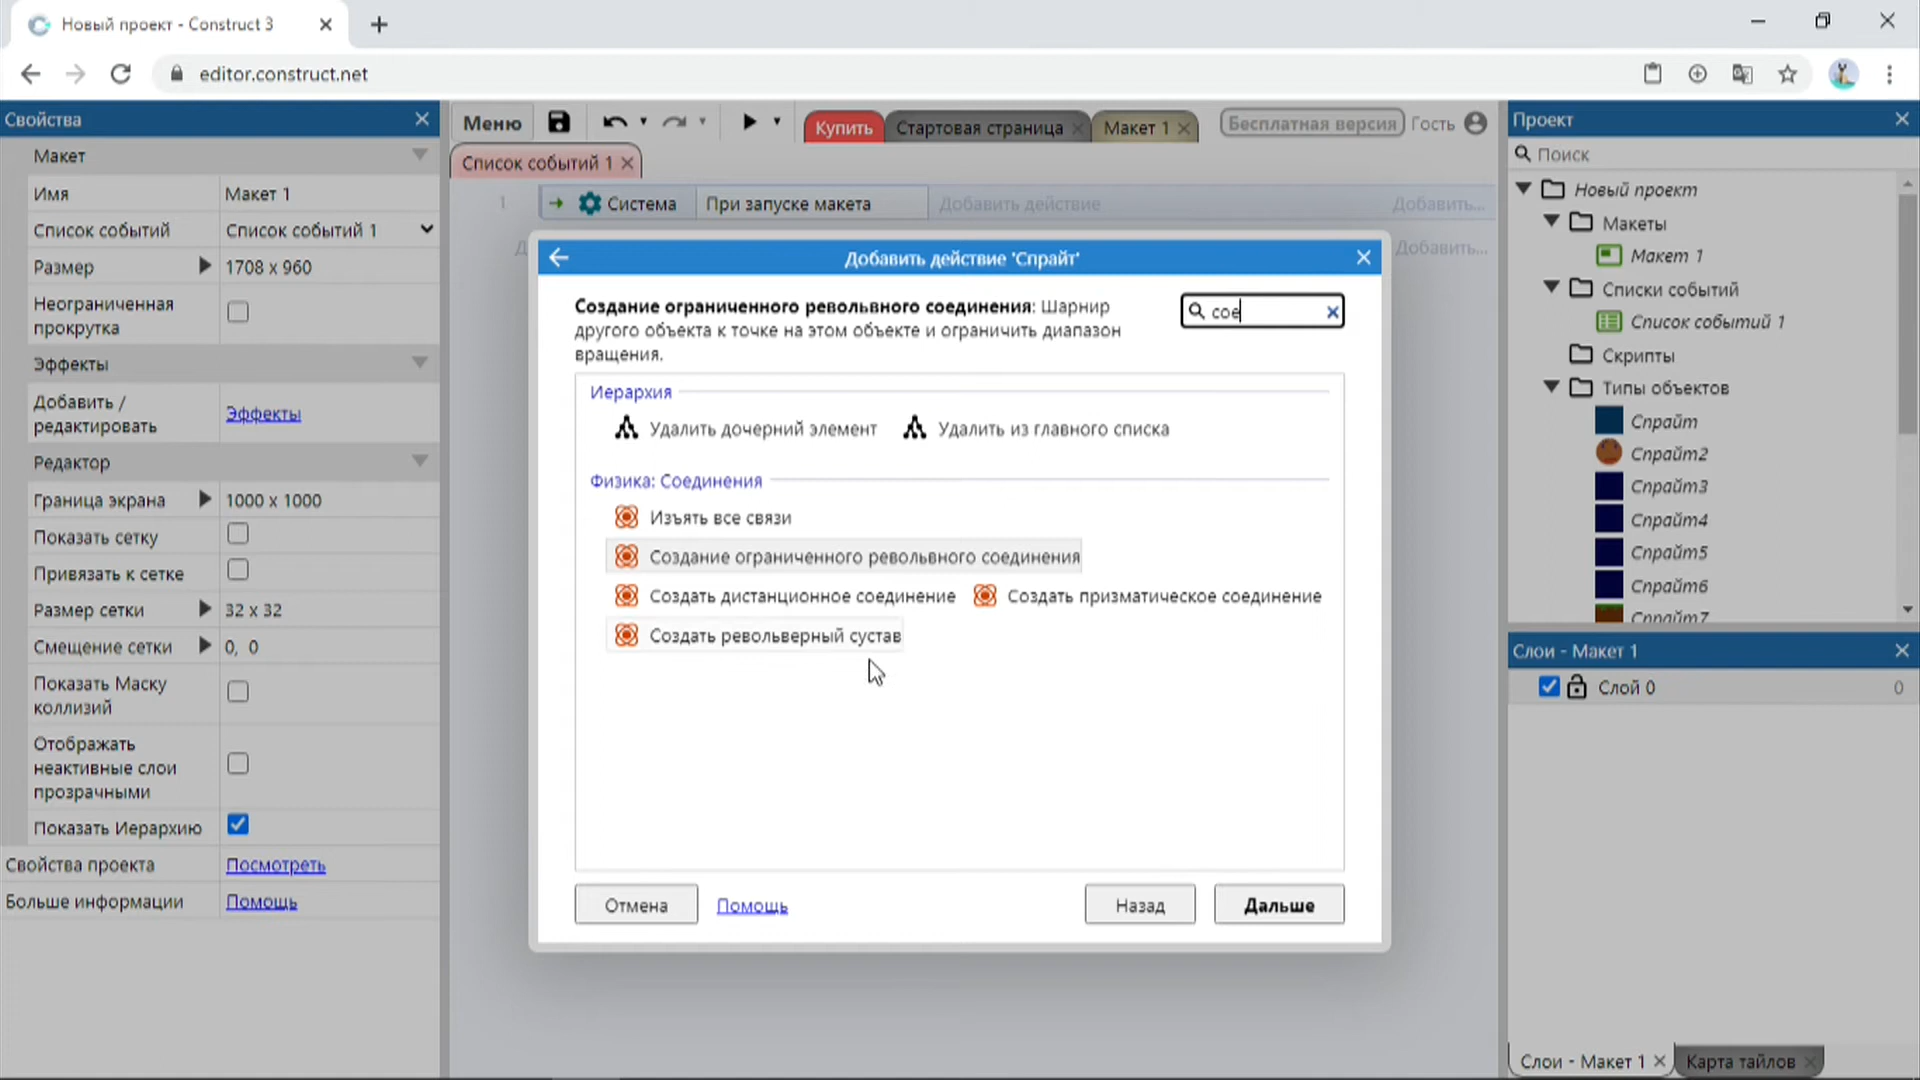 Новый проект - Construct 3
editor.construct.net
Свойства
Макет
Имя
Макет 1
Список событий
Список событий 1
Размер
1708 x 960
Неограниченная
прокрутка
Эффекты
Добавить /
редактировать
Эффекты
Редактор
Граница экрана
1000 x 1000
Показать сетку
Привязать к сетке
Размер сетки
32 x 32
Смещение сетки
0, 0
Показать Маску
коллизий
Отображать
неактивные слои
прозрачными
Показать Иерархию
Свойства проекта
Посмотреть
Больше информации
Помощь
Меню
Купить
Стартовая страница
Макет 1
Бесплатная версия
Гость
Список событий 1
1
Система
При запуске макета
Добавить действие
Добавить...
Д
Добавить...
Добавить действие 'Спрайт'
Создание ограниченного револьвного соединения: Шарнир
другого объекта к точке на этом объекте и ограничить диапазон
вращения.
сое
Иерархия
Удалить дочерний элемент
Удалить из главного списка
Физика: Соединения
Изъять все связи
Создание ограниченного револьвного соединения
Создать дистанционное соединение
Создать призматическое соединение
Создать револьверный сустав
Отмена
Помощь
Назад
Дальше
Проект
Поиск
Новый проект
Макеты
Макет 1
Списки событий
Список событий 1
Скрипты
Типы объектов
Спрайт
Спрайт2
Спрайт3
Спрайт4
Спрайт5
Спрайт6
Спрайт7
Слои - Макет 1
Слой 0
0
Слои - Макет 1
Карта тайлов